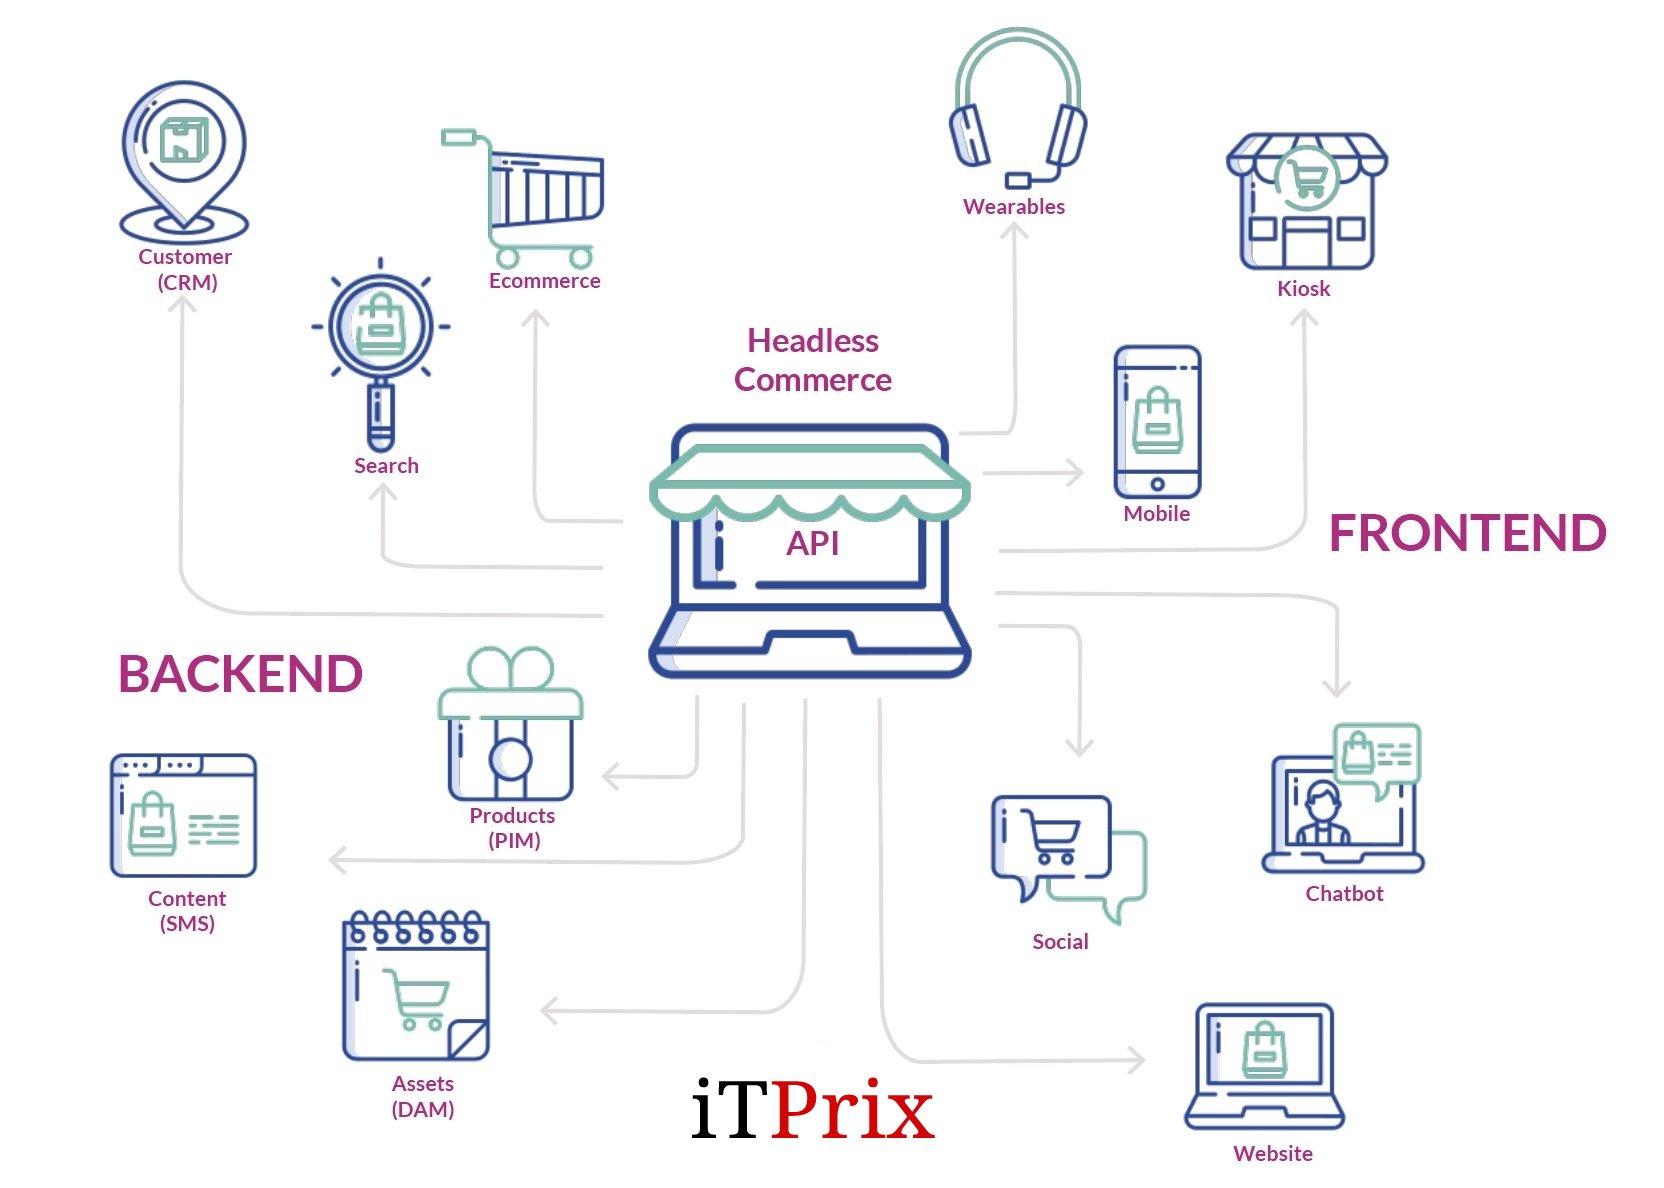 Wearables
Customer
(CRM)
Ecommerce
Kiosk
Headless
Commerce
Search
Mobile
FRONTEND
API
BACKEND
Products
(PIM)
Content
(SMS)
Chatbot
Social
Assets
(DAM)
iTPrix
Website